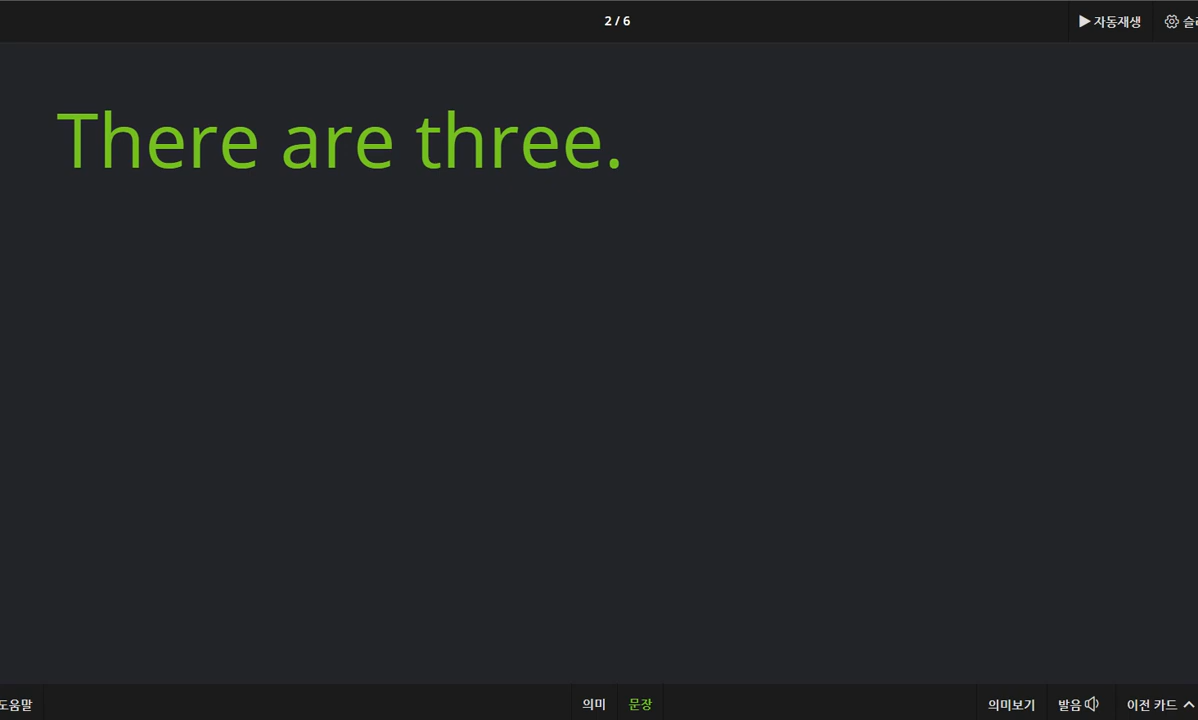 2 / 6
자동재생
There are three.
도움말
의미
문장
의미보기
발음
이전 카드